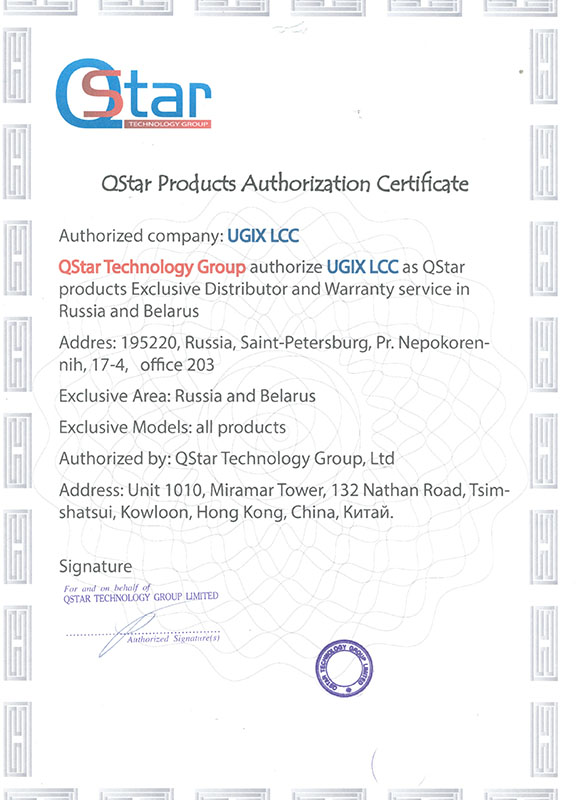 QStar
TECHNOLOGY GROUP
QStar Products Authorization Certificate
Authorized company: UGIX LCC
QStar Technology Group authorize UGIX LCC as QStar
products Exclusive Distributor and Warranty service in
Russia and Belarus
Addres: 195220, Russia, Saint-Petersburg, Pr. Nepokoren-
nih, 17-4, office 203
Exclusive Area: Russia and Belarus
Exclusive Models: all products
Authorized by: QStar Technology Group, Ltd
Address: Unit 1010, Miramar Tower, 132 Nathan Road, Tsim-
shatsui, Kowloon, Hong Kong, China, Китай.
Signature
For and on behalf of
QSTAR TECHNOLOGY GROUP LIMITED
Authorized Signature(s)
QSTAR TECHNOLOGY GROUP LIMITED